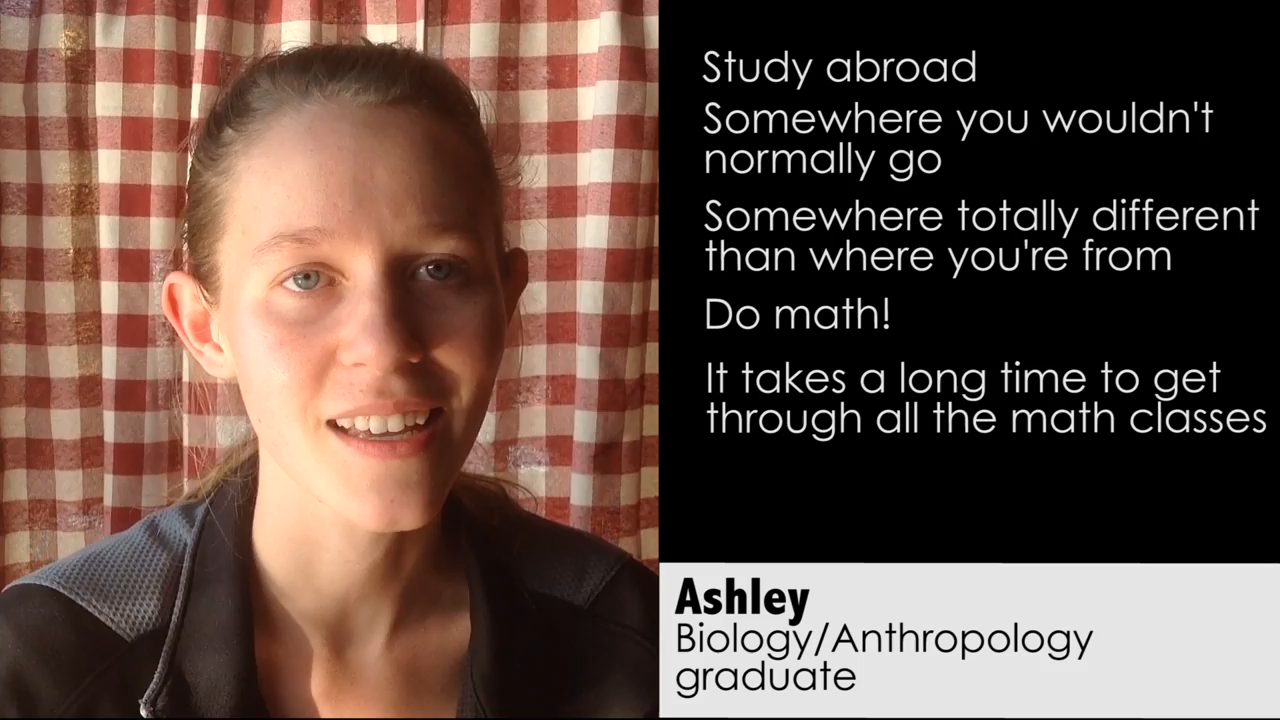 Study abroad
Somewhere you wouldn't
normally go
Somewhere totally different
than where you're from
Do math!
It takes a long time to get
through all the math classes
Ashley
Biology/Anthropology
graduate